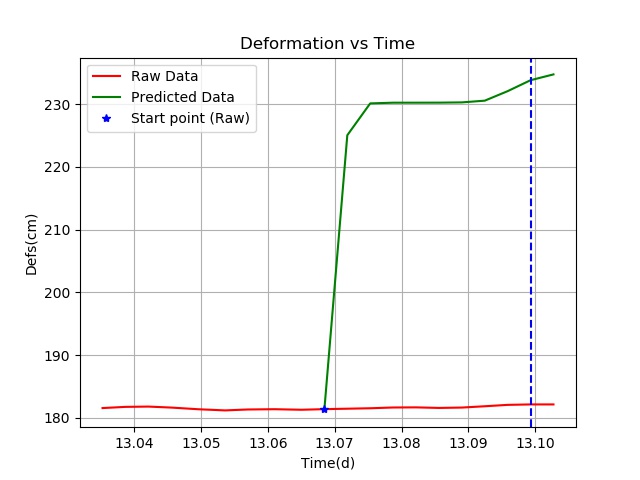 Deformation vs Time
Raw Data
Predicted Data
Start point (Raw)
230
220
210
200
190
180
Defs(cm)
13.04 13.05 13.06 13.07 13.08 13.09 13.10
Time(d)